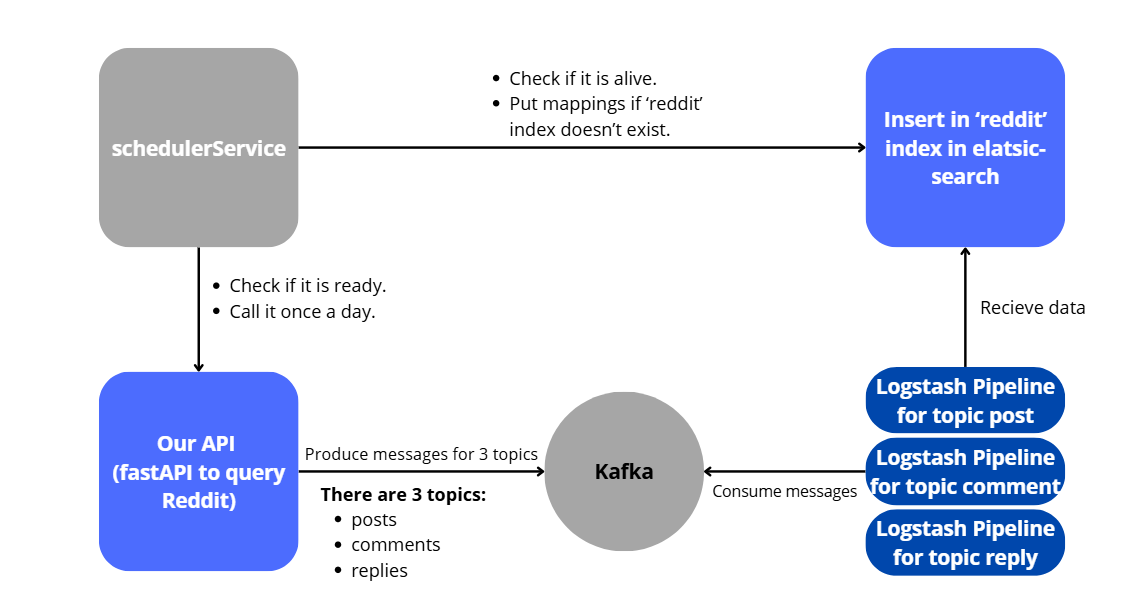 schedulerService
• Check if it is alive.
• Put mappings if ‘reddit’
index doesn’t exist.
Insert in ‘reddit’
index in elatsic-
search
• Check if it is ready.
• Call it once a day.
Recieve data
Our API
(fastAPI to query
Reddit)
Produce messages for 3 topics
There are 3 topics:
• posts
• comments
• replies
Kafka
Consume messages
Logstash Pipeline
for topic post
Logstash Pipeline
for topic comment
Logstash Pipeline
for topic reply